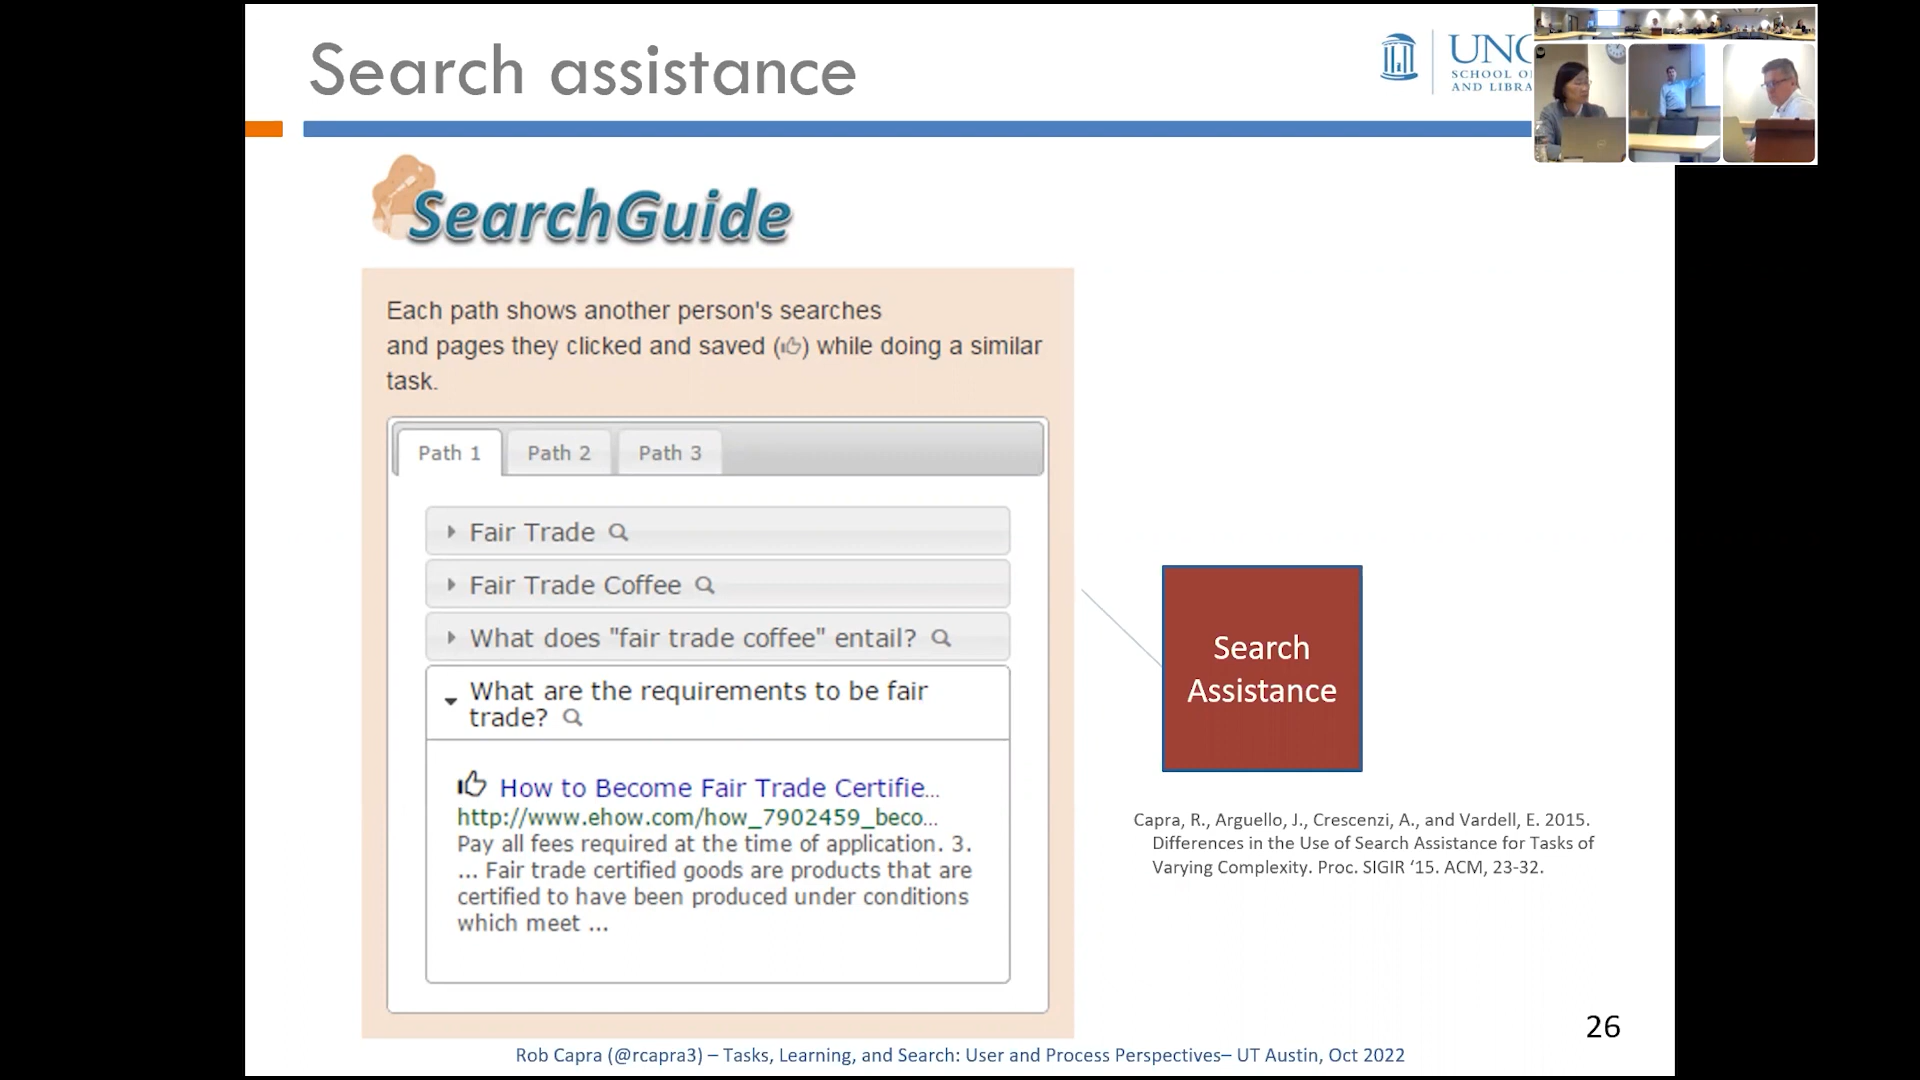 Search assistance
UNC
SCHOOL O
AND LIBRA
SearchGuide
Each path shows another person's searches
and pages they clicked and saved ( ) while doing a similar
task.
Path 1 Path 2 Path 3
Fair Trade
Fair Trade Coffee
What does "fair trade coffee" entail?
What are the requirements to be fair
trade?
How to Become Fair Trade Certifie...
http://www.ehow.com/how_7902459_beco...
Pay all fees required at the time of application. 3.
... Fair trade certified goods are products that are
certified to have been produced under conditions
which meet ...
Search
Assistance
Capra, R., Arguello, J., Crescenzi, A., and Vardell, E. 2015.
Differences in the Use of Search Assistance for Tasks of
Varying Complexity. Proc. SIGIR ‘15. ACM, 23-32.
26
Rob Capra (@rcapra3) – Tasks, Learning, and Search: User and Process Perspectives– UT Austin, Oct 2022